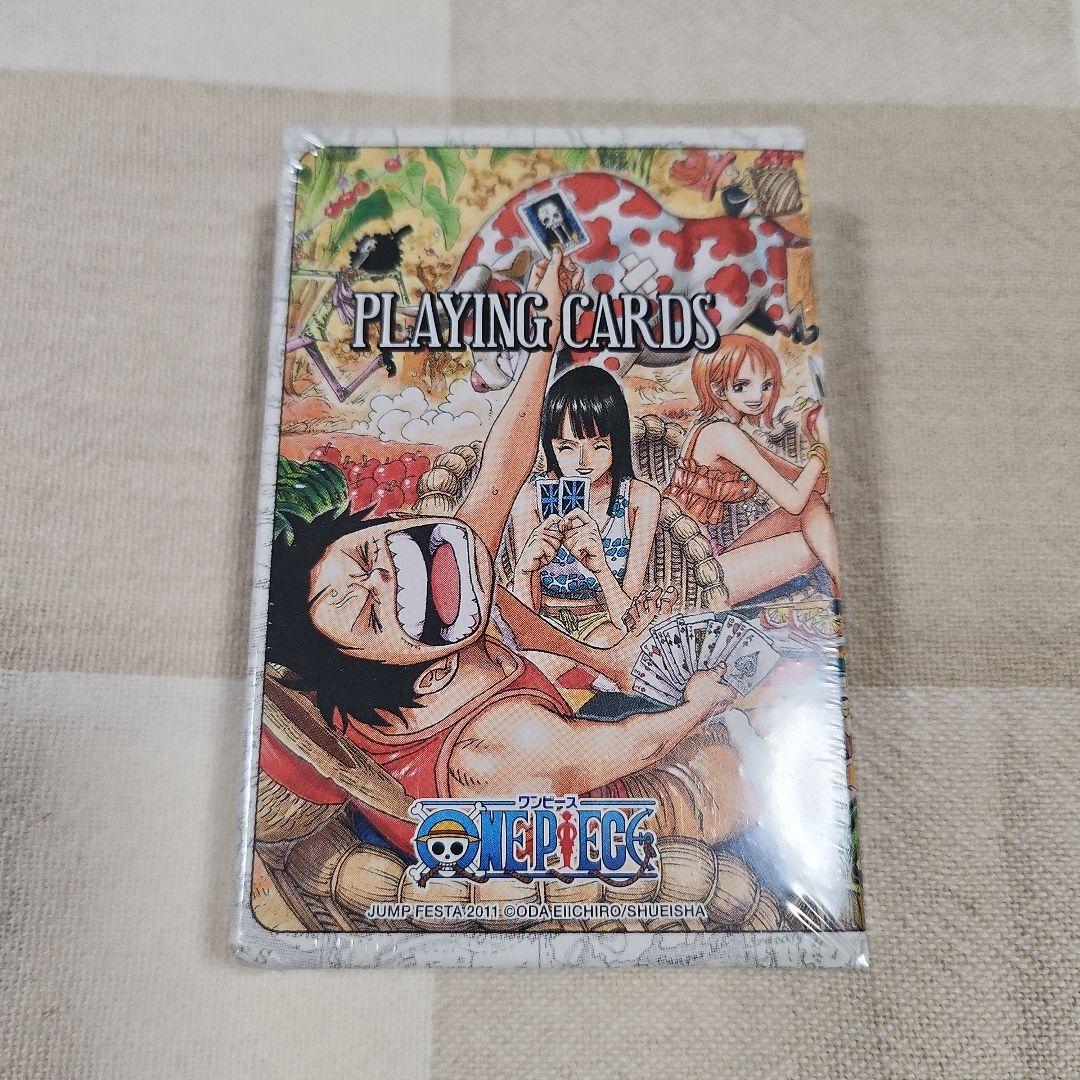 PLAYING CARDS
ワンピース
ONE PIECE
JUMP FESTA 2011 ©ODA EIICHIRO/SHUEISHA